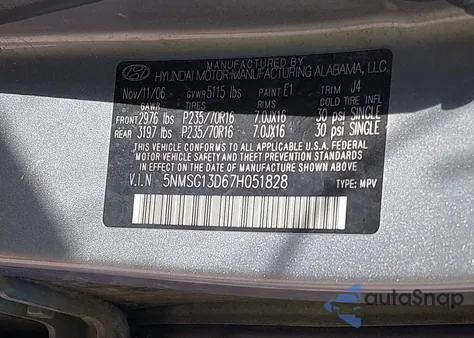 MANUFACTURED BY
HYUNDAI MOTOR MANUFACTURING ALABAMA, LLC
Nov/11/06 GVWR 5115 lbs PAINT E1 TRIM J4
GAWR TIRES RIMS COLD TIRE INFL
FRONT 2976 lbs P235/70R16 7.0JX16 30 psi SINGLE
REAR 3197 lbs P235/70R16 7.0JX16 30 psi SINGLE
THIS VEHICLE CONFORMS TO ALL APPLICABLE U.S.A FEDERAL
MOTOR VEHICLE SAFETY AND BUMPER STANDARDS
IN EFFECT ON THE DATE OF MANUFACTURE SHOWN ABOVE.
V.I.N 5NMSG13D67H051828 TYPE: MPV
autoSnap